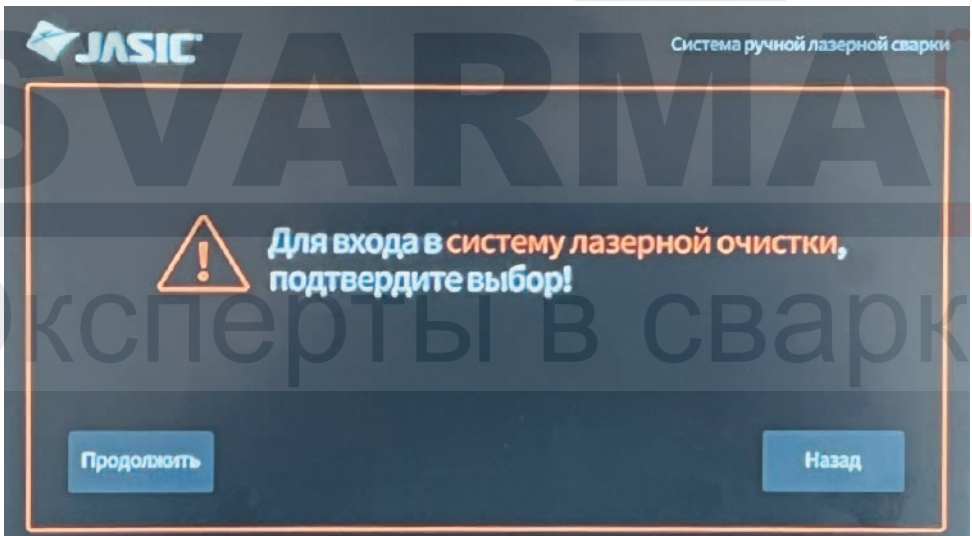 JASIC®
Система ручной лазерной сварки
SVARMA
Для входа в систему лазерной очистки,
подтвердите выбор!
Эксперты в сварк
Продолжить
Назад